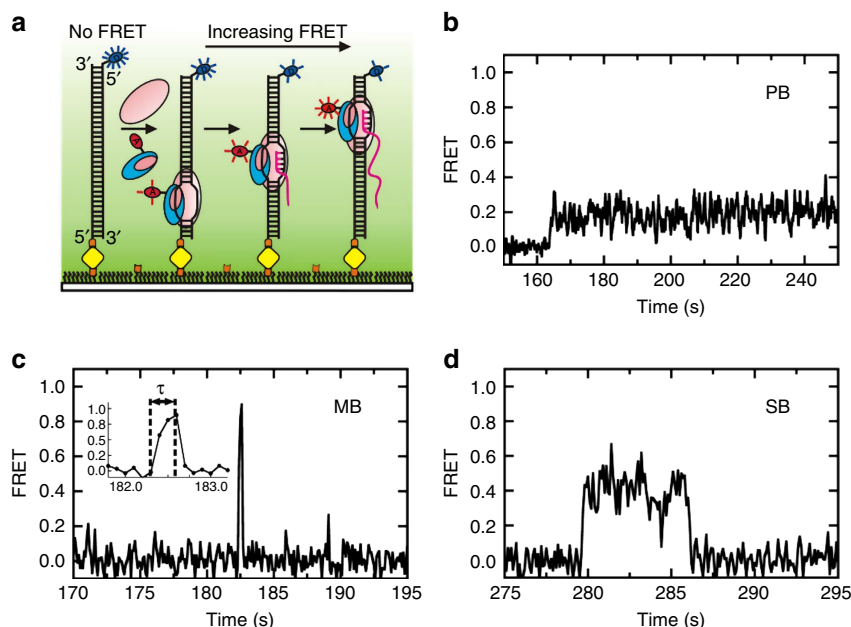 a
No FRET
Increasing FRET
3′
5′
A
A
A
A
5′
3′
b
PB
FRET
1.0
0.8
0.6
0.4
0.2
0.0
160 180 200 220 240
Time (s)
c
MB
FRET
1.0
0.8
0.6
0.4
0.2
0.0
τ
1.0
0.8
0.5
0.2
0.0
182.0 183.0
170 175 180 185 190 195
Time (s)
d
SB
FRET
1.0
0.8
0.6
0.4
0.2
0.0
275 280 285 290 295
Time (s)